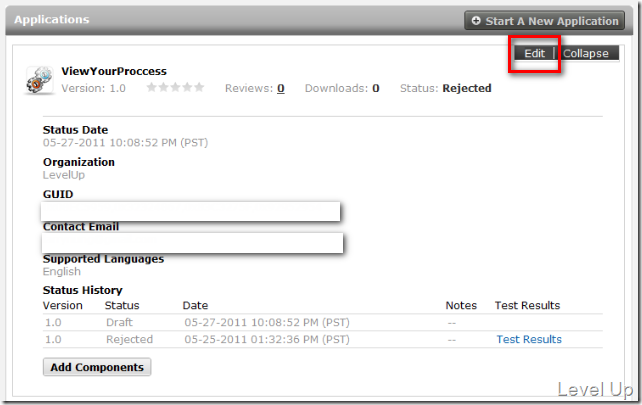 Applications
Start A New Application
Edit | Collapse
ViewYourProccess
Version: 1.0 Reviews: 0 Downloads: 0 Status: Rejected
Status Date
05-27-2011 10:08:52 PM (PST)
Organization
LevelUp
GUID
Contact Email
Supported Languages
English
Status History
Version Status Date Notes Test Results
1.0 Draft 05-27-2011 10:08:52 PM (PST) --
1.0 Rejected 05-25-2011 01:32:36 PM (PST) -- Test Results
Add Components
Level Up